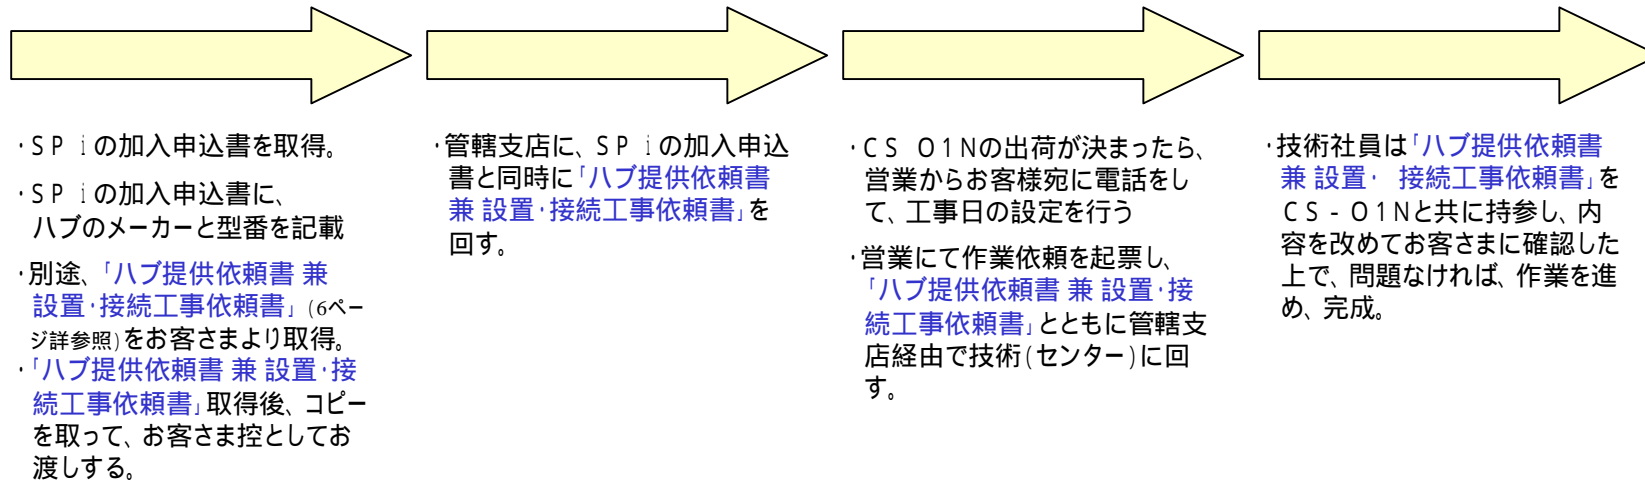 ・ＳＰｉの加入申込書を取得。
・ＳＰｉの加入申込書に、
ハブのメーカーと型番を記載
・別途、「ハブ提供依頼書 兼
設置・接続工事依頼書」（6ペー
ジ詳参照）をお客さまより取得。
・「ハブ提供依頼書 兼 設置・接
続工事依頼書」取得後、コピー
を取って、お客さま控としてお
渡しする。
・管轄支店に、ＳＰｉの加入申込
書と同時に「ハブ提供依頼書
兼 設置・接続工事依頼書」を
回す。
・ＣＳ Ｏ１Ｎの出荷が決まったら、
営業からお客様宛に電話をし
て、工事日の設定を行う
・営業にて作業依頼を起票し、
「ハブ提供依頼書 兼 設置・接
続工事依頼書」とともに管轄支
店経由で技術（センター）に回
す。
・技術社員は「ハブ提供依頼書
兼 設置・ 接続工事依頼書」を
ＣＳ－Ｏ１Ｎと共に持参し、内
容を改めてお客さまに確認した
上で、問題なければ、作業を進
め、完成。